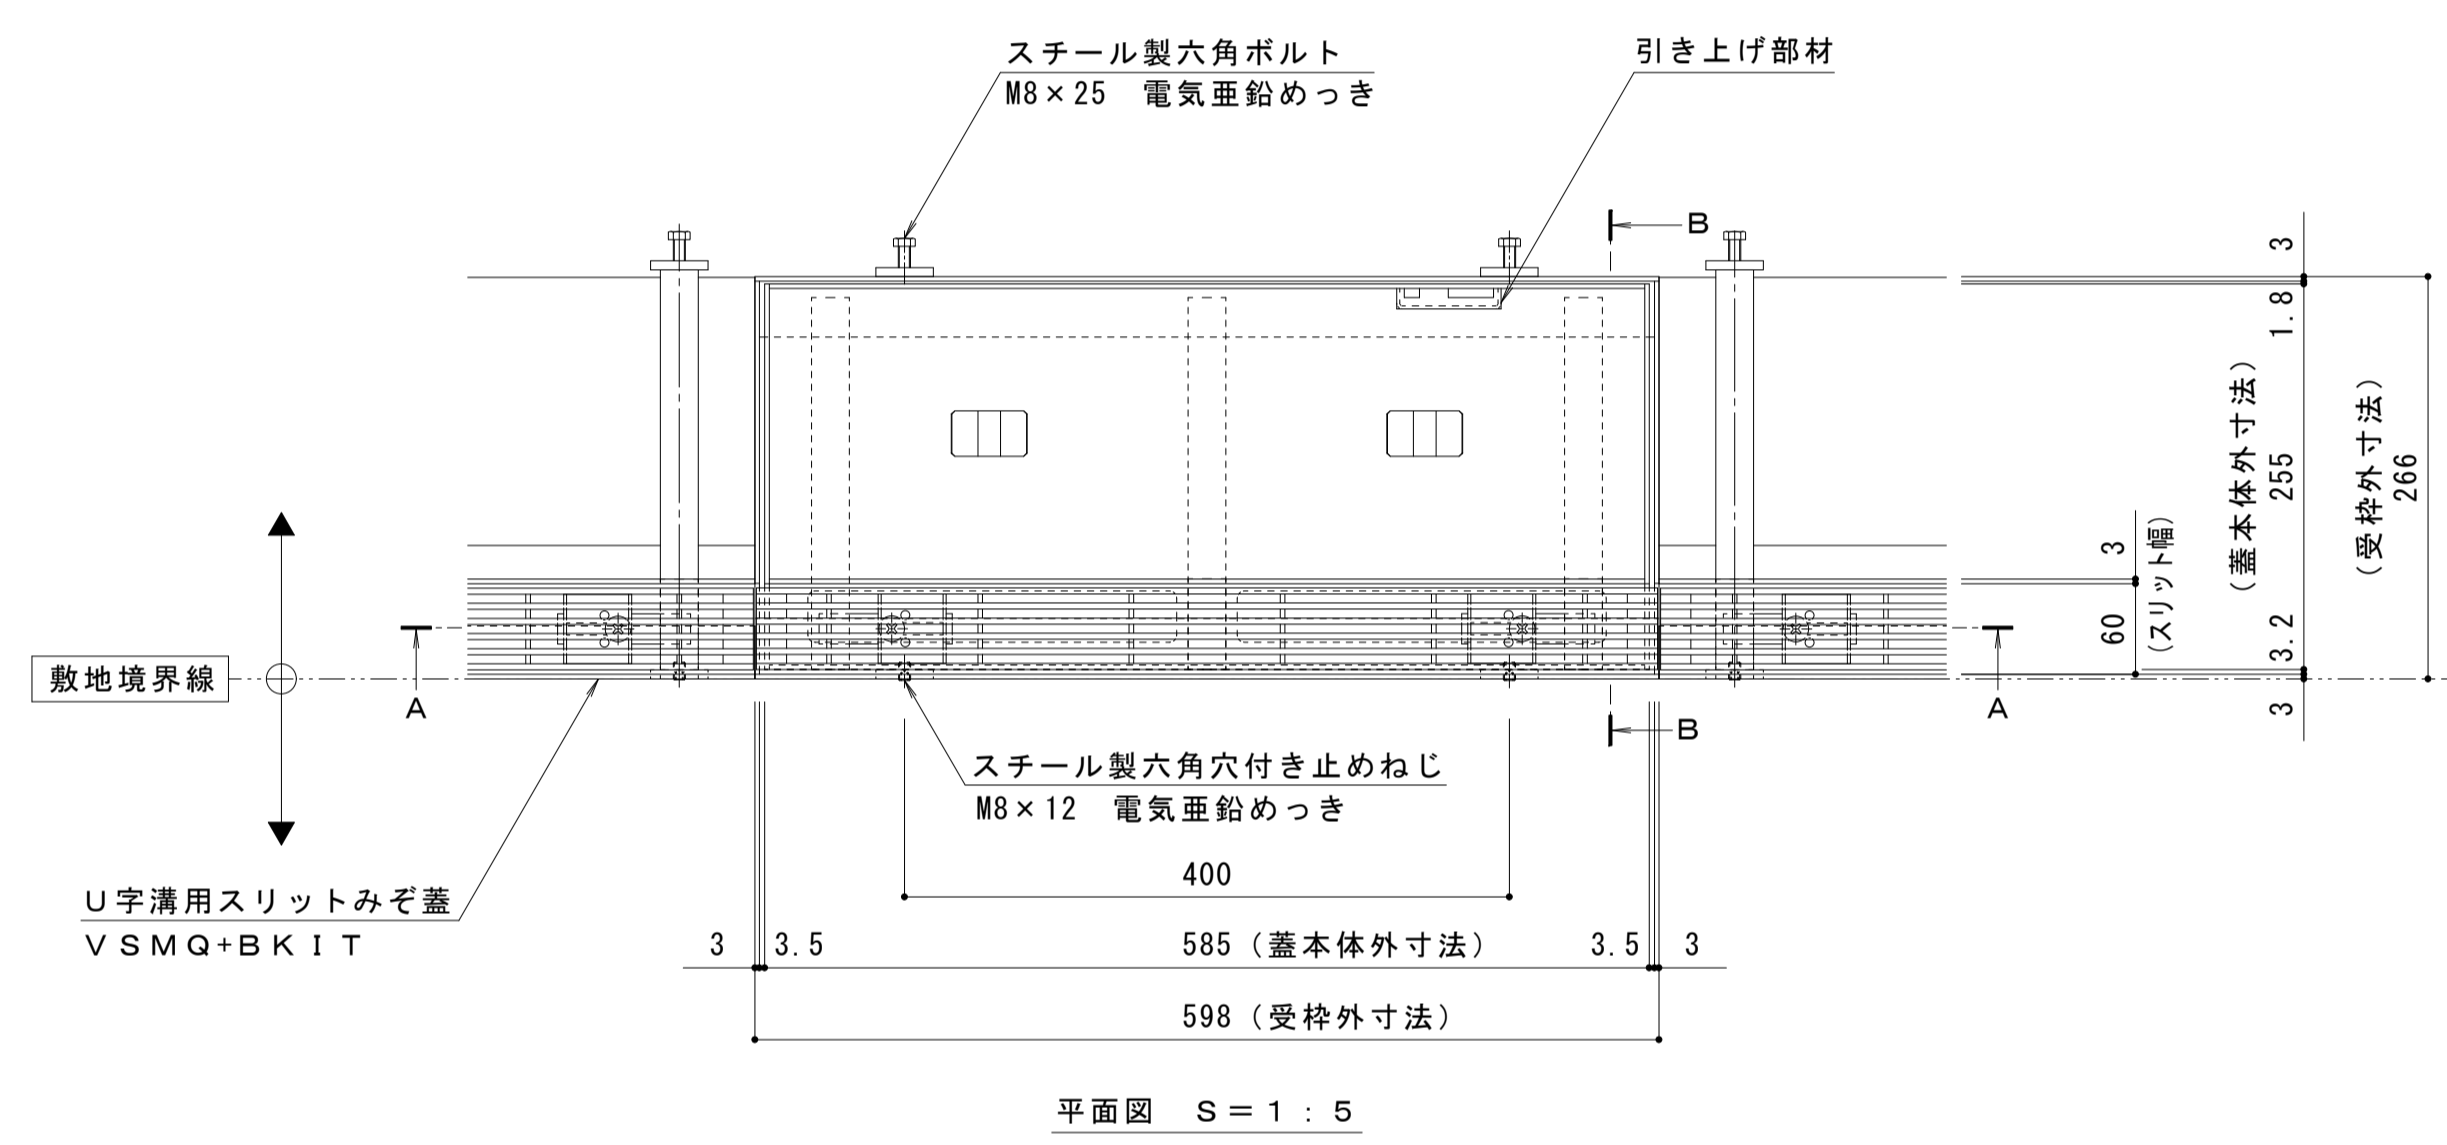 スチール製六角ボルト
M8×25　電気亜鉛めっき
引き上げ部材
B
3
1.8
(蓋本体外寸法)
255
(受枠外寸法)
266
3
60
(スリット幅)
3.2
3
敷地境界線
A
A
B
スチール製六角穴付き止めねじ
M8×12　電気亜鉛めっき
400
U字溝用スリットみぞ蓋
VSMQ+BKIT
3
3.5
585(蓋本体外寸法)
3.5
3
598(受枠外寸法)
平面図　S=1:5